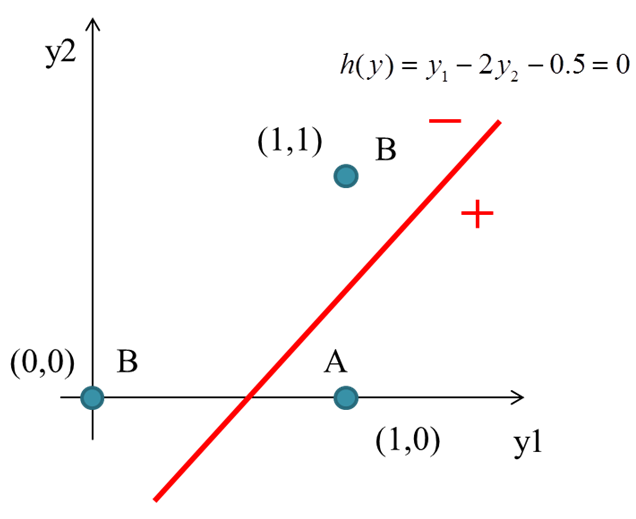 y2
h(y) = y₁ − 2y₂ − 0.5 = 0
−
(1,1) B
+
(0,0) B A
(1,0) y1